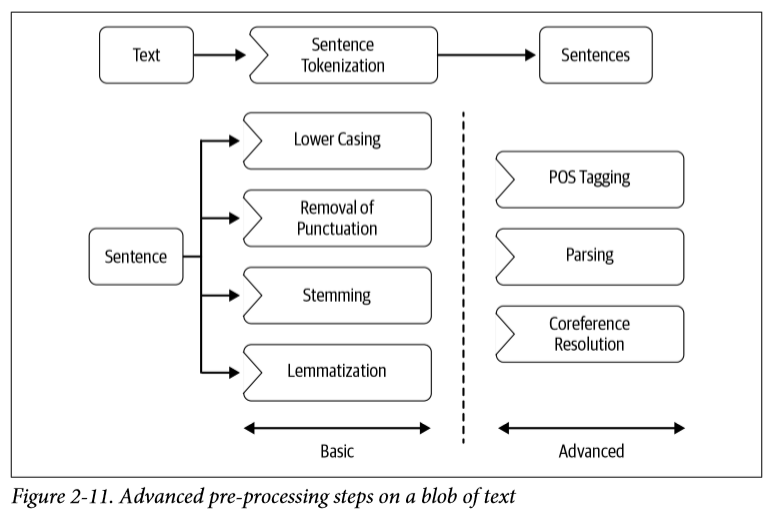 Text
Sentence
Tokenization
Sentences
Sentence
Lower Casing
Removal of
Punctuation
Stemming
Lemmatization
POS Tagging
Parsing
Coreference
Resolution
Basic
Advanced
Figure 2-11. Advanced pre-processing steps on a blob of text